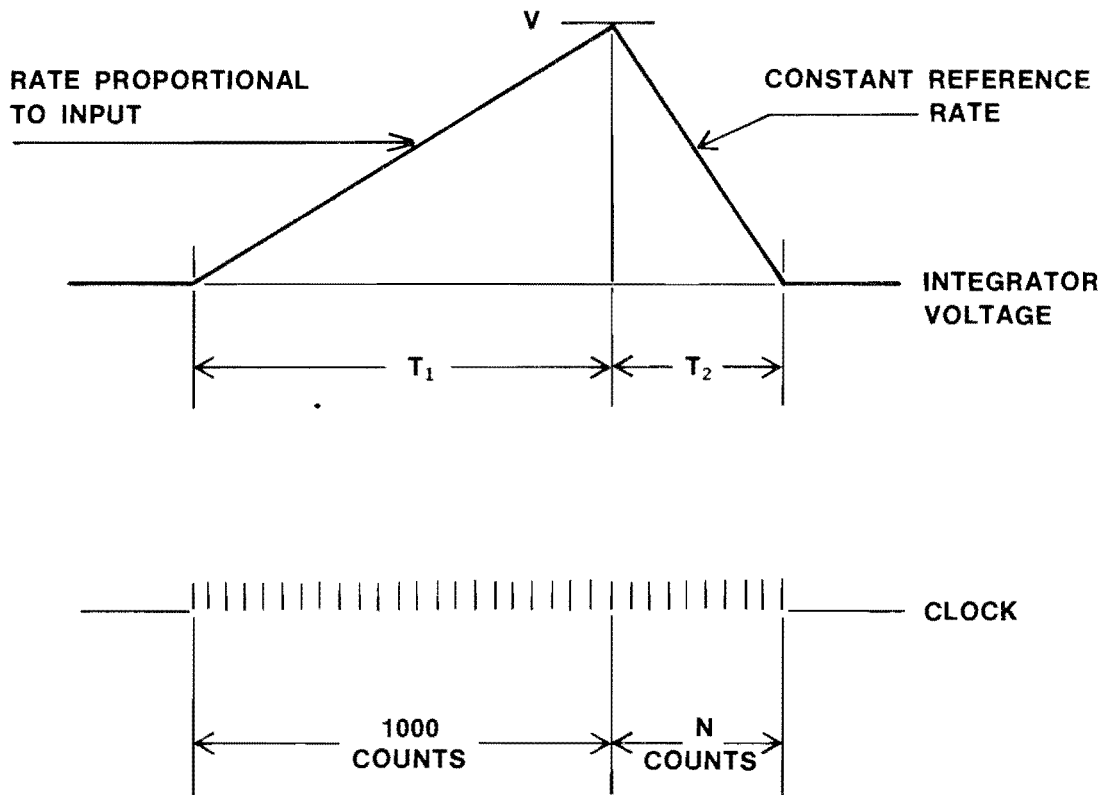 V
RATE PROPORTIONAL
TO INPUT
CONSTANT REFERENCE
RATE
INTEGRATOR
VOLTAGE
T₁
T₂
CLOCK
1000
COUNTS
N
COUNTS